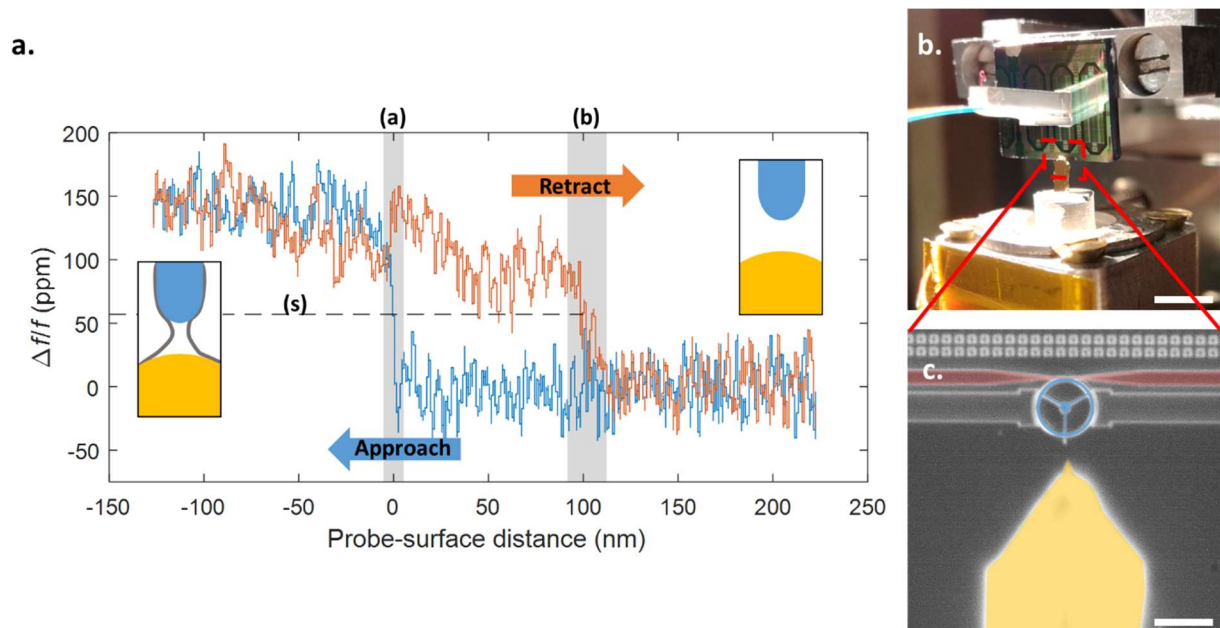 a.
(a)
(b)
200
150
100
50
0
-50
Δf/f (ppm)
Retract
(s)
Approach
-150
-100
-50
0
50
100
150
200
250
Probe-surface distance (nm)
b.
c.